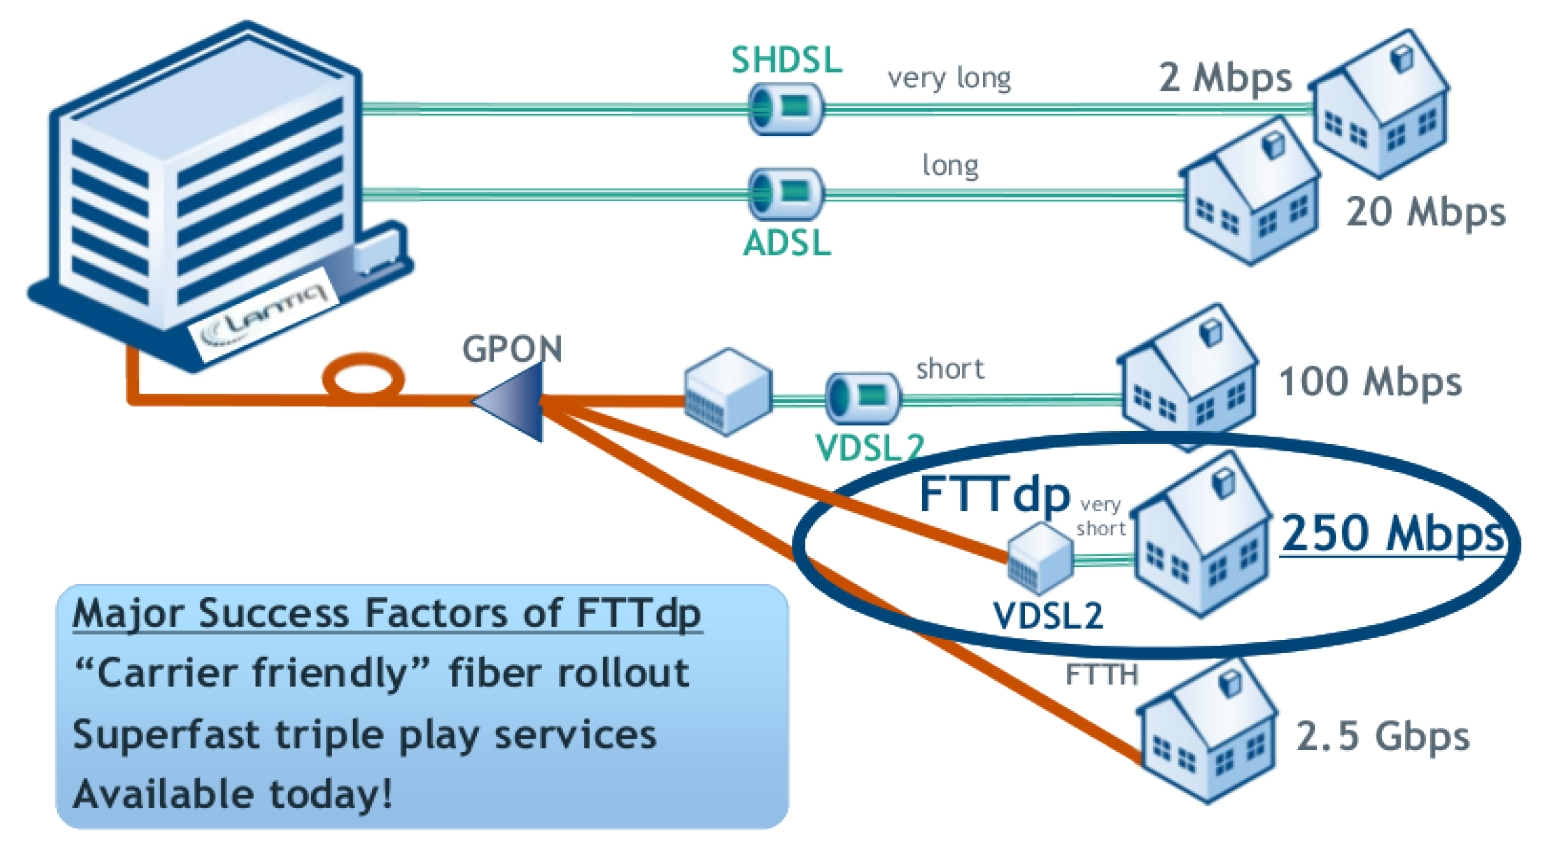 SHDSL
very long
2 Mbps
long
ADSL
20 Mbps
LANTIQ
GPON
short
100 Mbps
VDSL2
FTTdp
very
short
250 Mbps
VDSL2
FTTH
2.5 Gbps
Major Success Factors of FTTdp
“Carrier friendly” fiber rollout
Superfast triple play services
Available today!